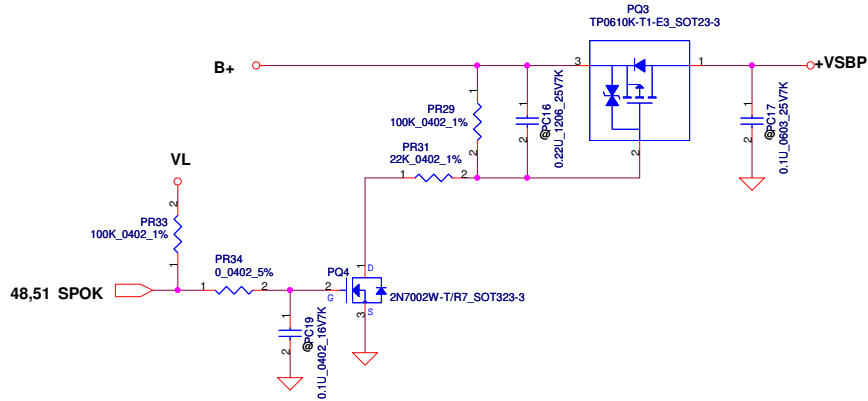 PQ3
TP0610K-T1-E3_SOT23-3
B+
3
1
+VSBP
1
PR29
100K_0402_1%
2
1
2
@PC16
0.22U_1206_25V7K
2
1
2
@PC17
0.1U_0603_25V7K
PR31
22K_0402_1%
1
2
VL
2
PR33
100K_0402_1%
1
PR34
0_0402_5%
48,51 SPOK
1
2
PQ4
1
D
2
G
3
S
2N7002W-T/R7_SOT323-3
1
2
@PC19
0.1U_0402_16V7K